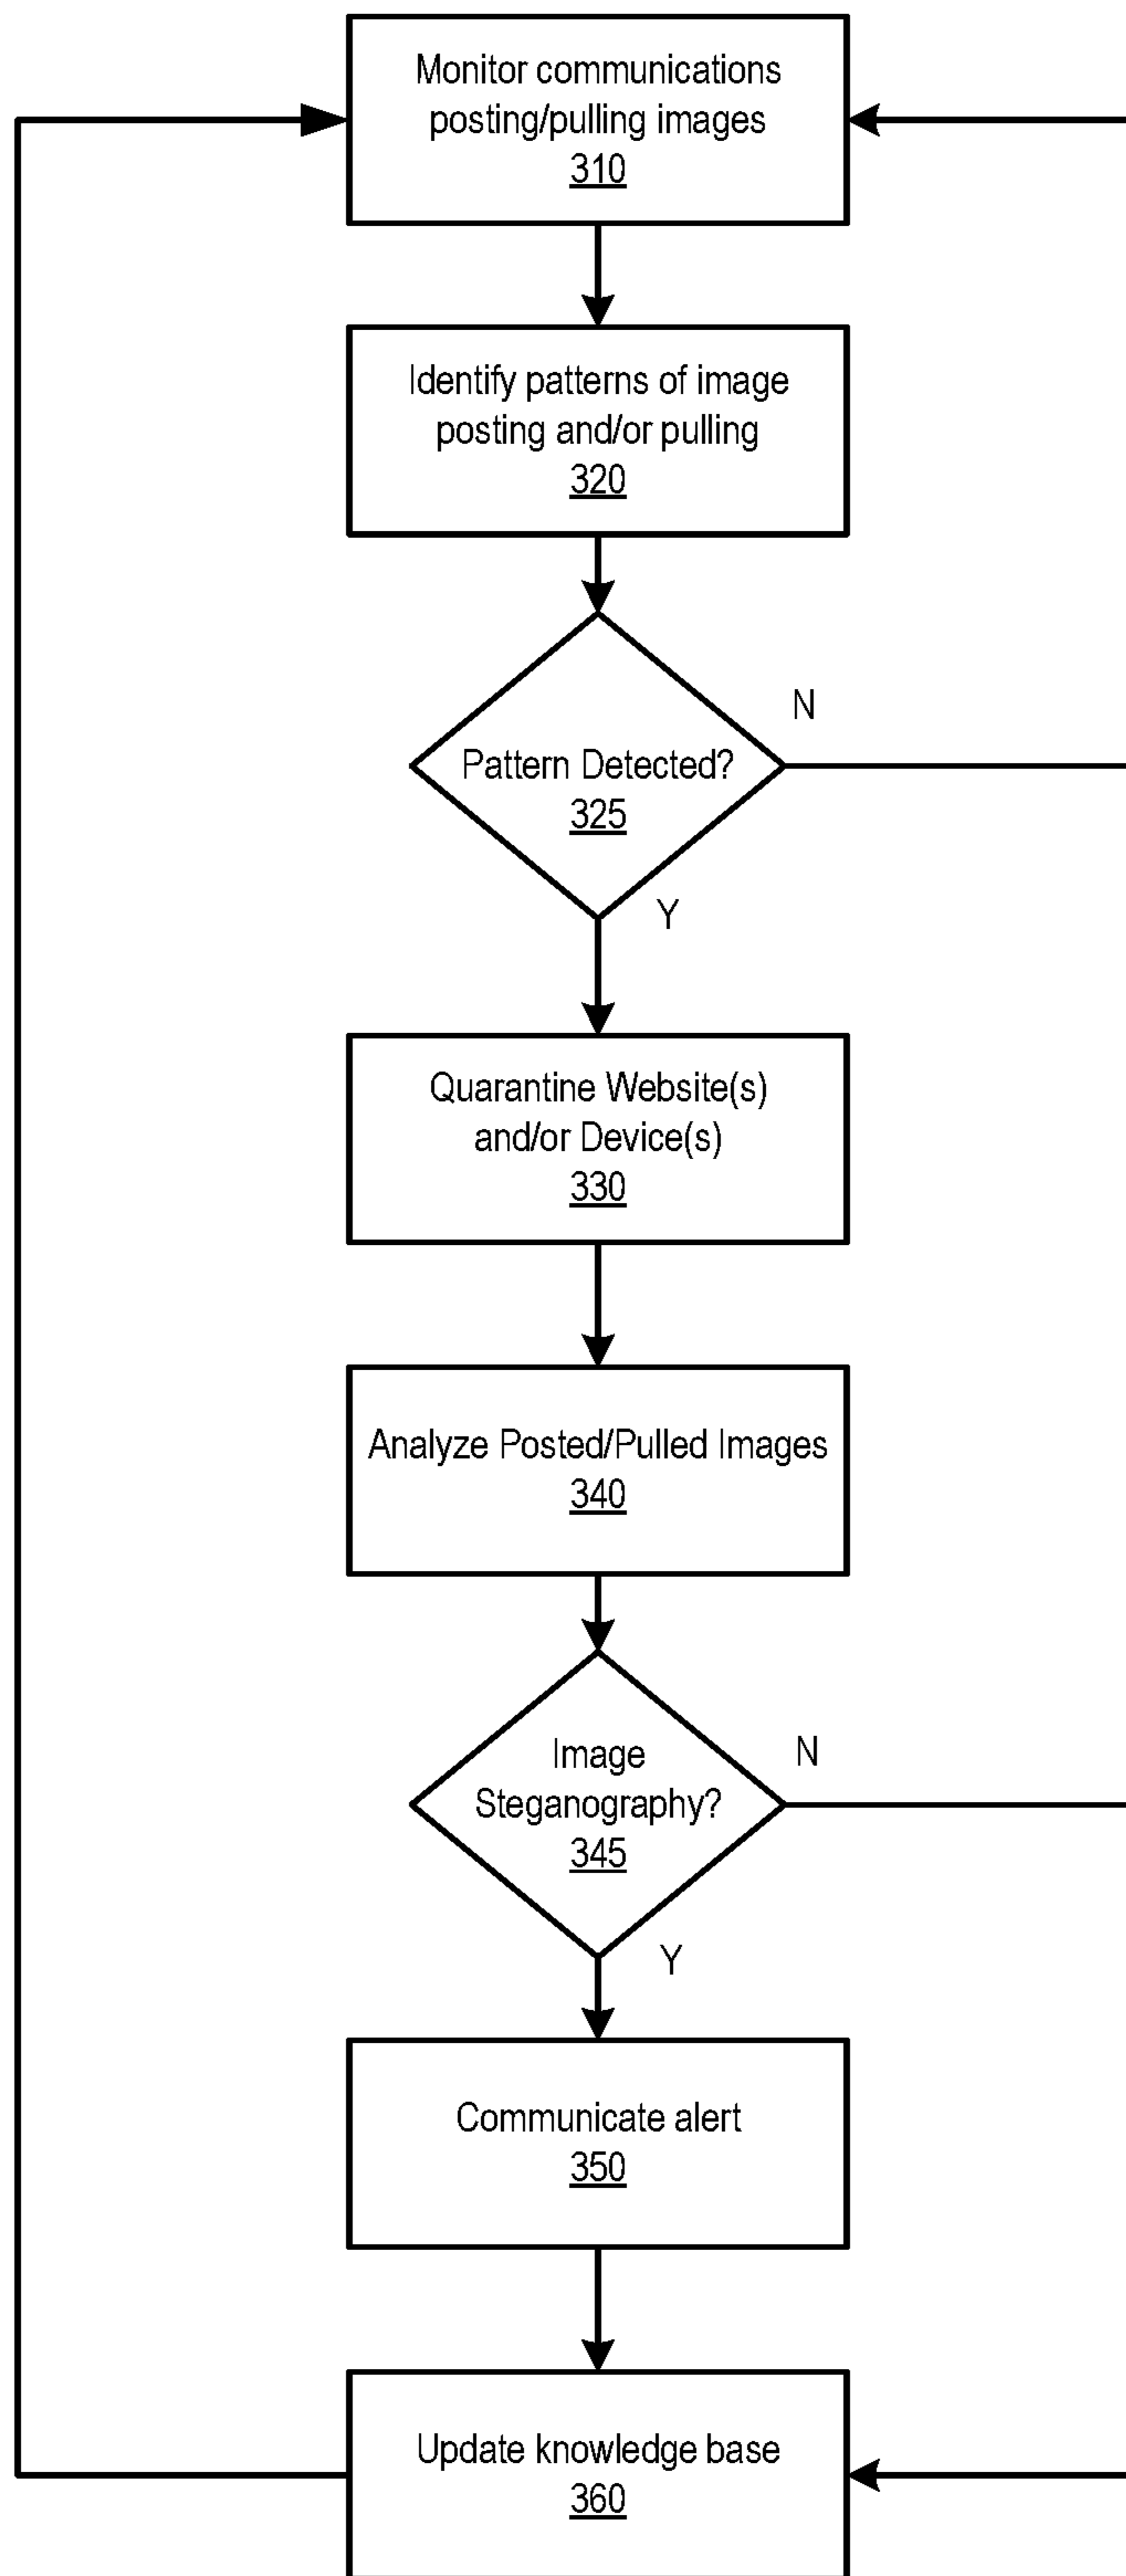 Monitor communications
posting/pulling images
310
Identify patterns of image
posting and/or pulling
320
N
Pattern Detected?
325
Y
Quarantine Website(s)
and/or Device(s)
330
Analyze Posted/Pulled Images
340
N
Image
Steganography?
345
Y
Communicate alert
350
Update knowledge base
360